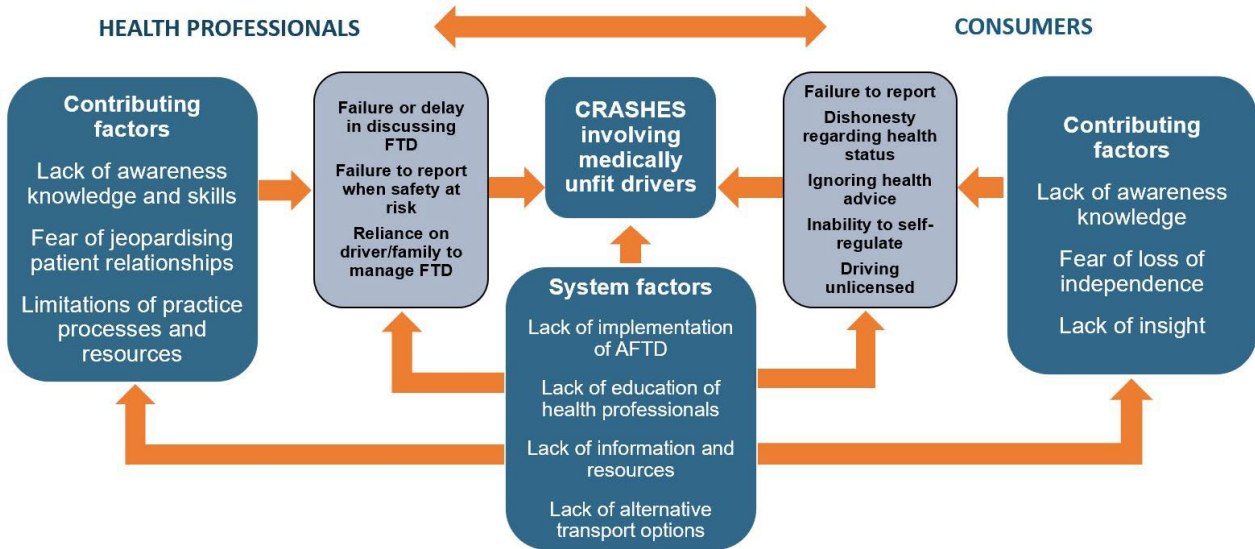 HEALTH PROFESSIONALS
CONSUMERS
Contributing
factors
Lack of awareness
knowledge and skills
Fear of jeopardising
patient relationships
Limitations of practice
processes and
resources
Failure or delay
in discussing
FTD
Failure to report
when safety at
risk
Reliance on
driver/family to
manage FTD
CRASHES
involving
medically
unfit drivers
Failure to report
Dishonesty
regarding health
status
Ignoring health
advice
Inability to self-
regulate
Driving
unlicensed
Contributing
factors
Lack of awareness
knowledge
Fear of loss of
independence
Lack of insight
System factors
Lack of implementation
of AFTD
Lack of education of
health professionals
Lack of information and
resources
Lack of alternative
transport options